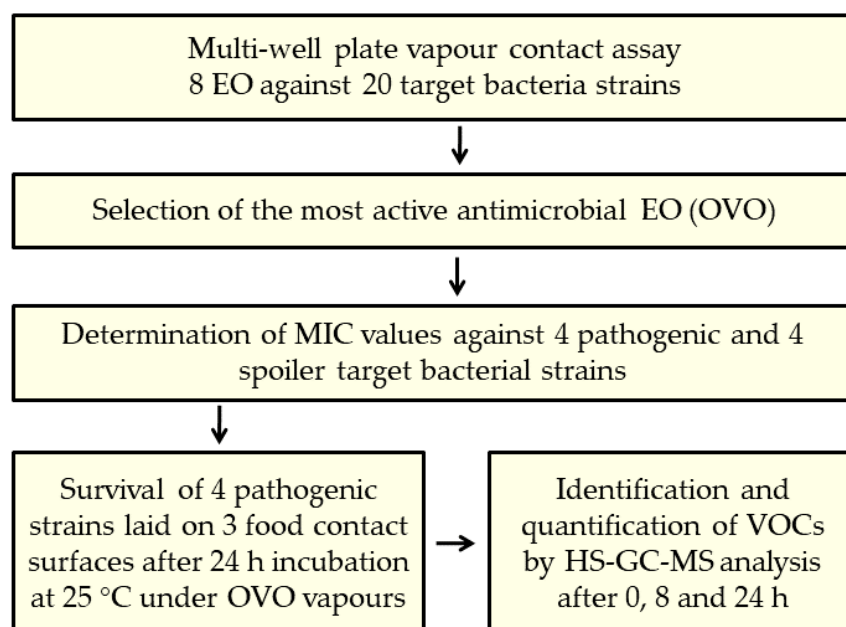 Multi-well plate vapour contact assay
8 EO against 20 target bacteria strains
Selection of the most active antimicrobial EO (OVO)
Determination of MIC values against 4 pathogenic and 4
spoiler target bacterial strains
Survival of 4 pathogenic
strains laid on 3 food contact
surfaces after 24 h incubation
at 25 °C under OVO vapours
Identification and
quantification of VOCs
by HS-GC-MS analysis
after 0, 8 and 24 h